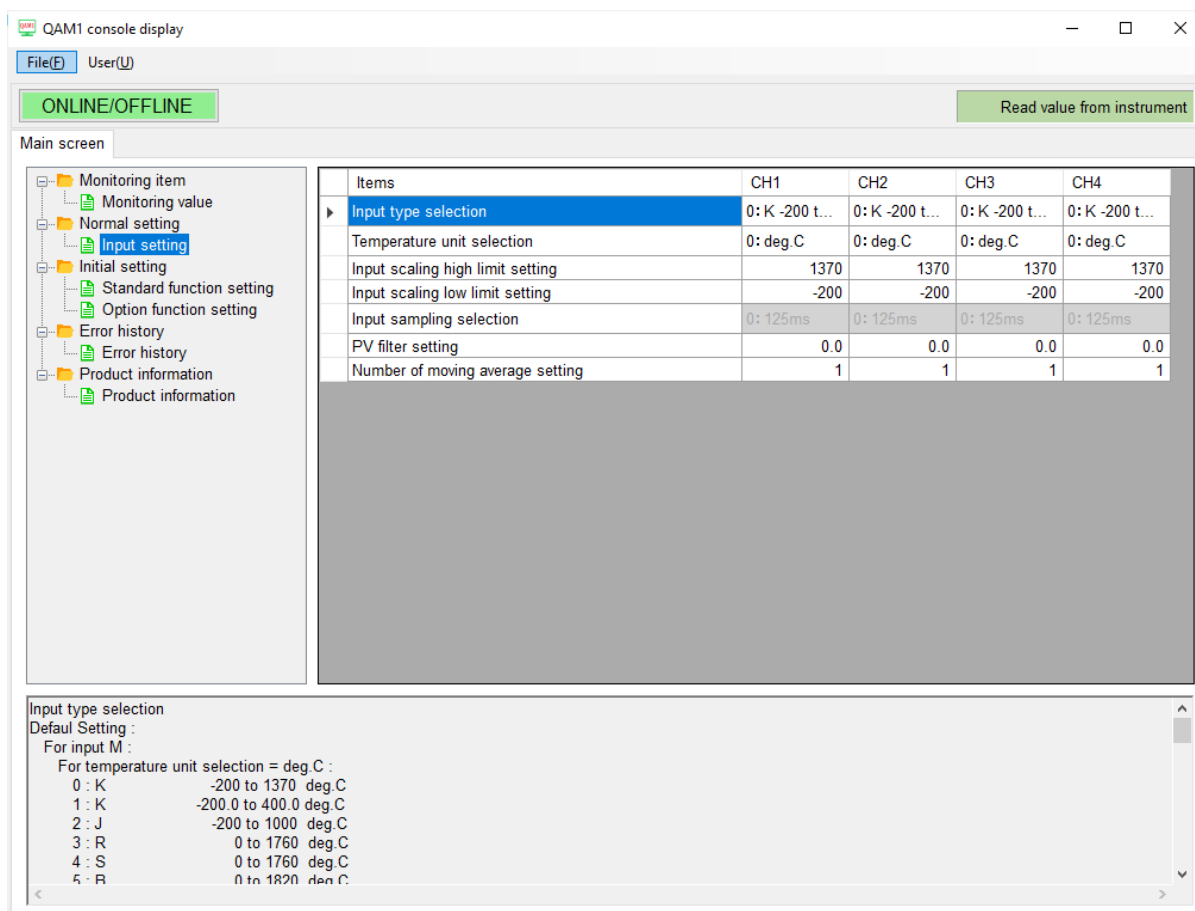 QAM1 console display
File(F) User(U)
ONLINE/OFFLINE Read value from instrument
Main screen
Monitoring item
Monitoring value
Normal setting
Input setting
Initial setting
Standard function setting
Option function setting
Error history
Error history
Product information
Product information
Items CH1 CH2 CH3 CH4
Input type selection 0: K -200 t... 0: K -200 t... 0: K -200 t... 0: K -200 t...
Temperature unit selection 0: deg.C 0: deg.C 0: deg.C 0: deg.C
Input scaling high limit setting 1370 1370 1370 1370
Input scaling low limit setting -200 -200 -200 -200
Input sampling selection 0: 125ms 0: 125ms 0: 125ms 0: 125ms
PV filter setting 0.0 0.0 0.0 0.0
Number of moving average setting 1 1 1 1
Input type selection
Defaul Setting :
For input M :
For temperature unit selection = deg.C :
0 : K -200 to 1370 deg.C
1 : K -200.0 to 400.0 deg.C
2 : J -200 to 1000 deg.C
3 : R 0 to 1760 deg.C
4 : S 0 to 1760 deg.C
5 : B 0 to 1820 deg.C